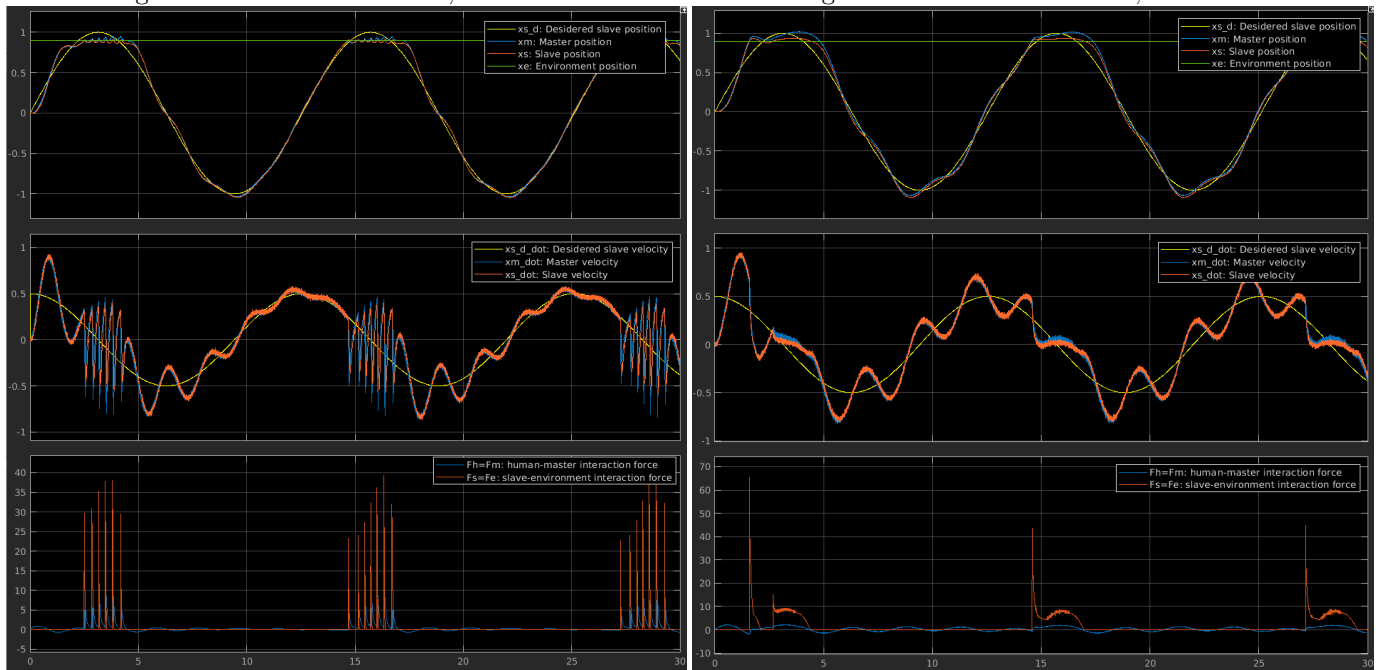 xs_d: Desidered slave position
xm: Master position
xs: Slave position
xe: Environment position
1
0.5
0
-0.5
-1
xs_d_dot: Desidered slave velocity
xm_dot: Master velocity
xs_dot: Slave velocity
1
0.5
0
-0.5
-1
Fh=Fm: human-master interaction force
Fs=Fe: slave-environment interaction force
40
35
30
25
20
15
10
5
0
-5
0 5 10 15 20 25 30
xs_d: Desidered slave position
xm: Master position
xs: Slave position
xe: Environment position
1
0.5
0
-0.5
-1
xs_d_dot: Desidered slave velocity
xm_dot: Master velocity
xs_dot: Slave velocity
1
0.5
0
-0.5
-1
Fh=Fm: human-master interaction force
Fs=Fe: slave-environment interaction force
70
60
50
40
30
20
10
0
-10
0 5 10 15 20 25 30